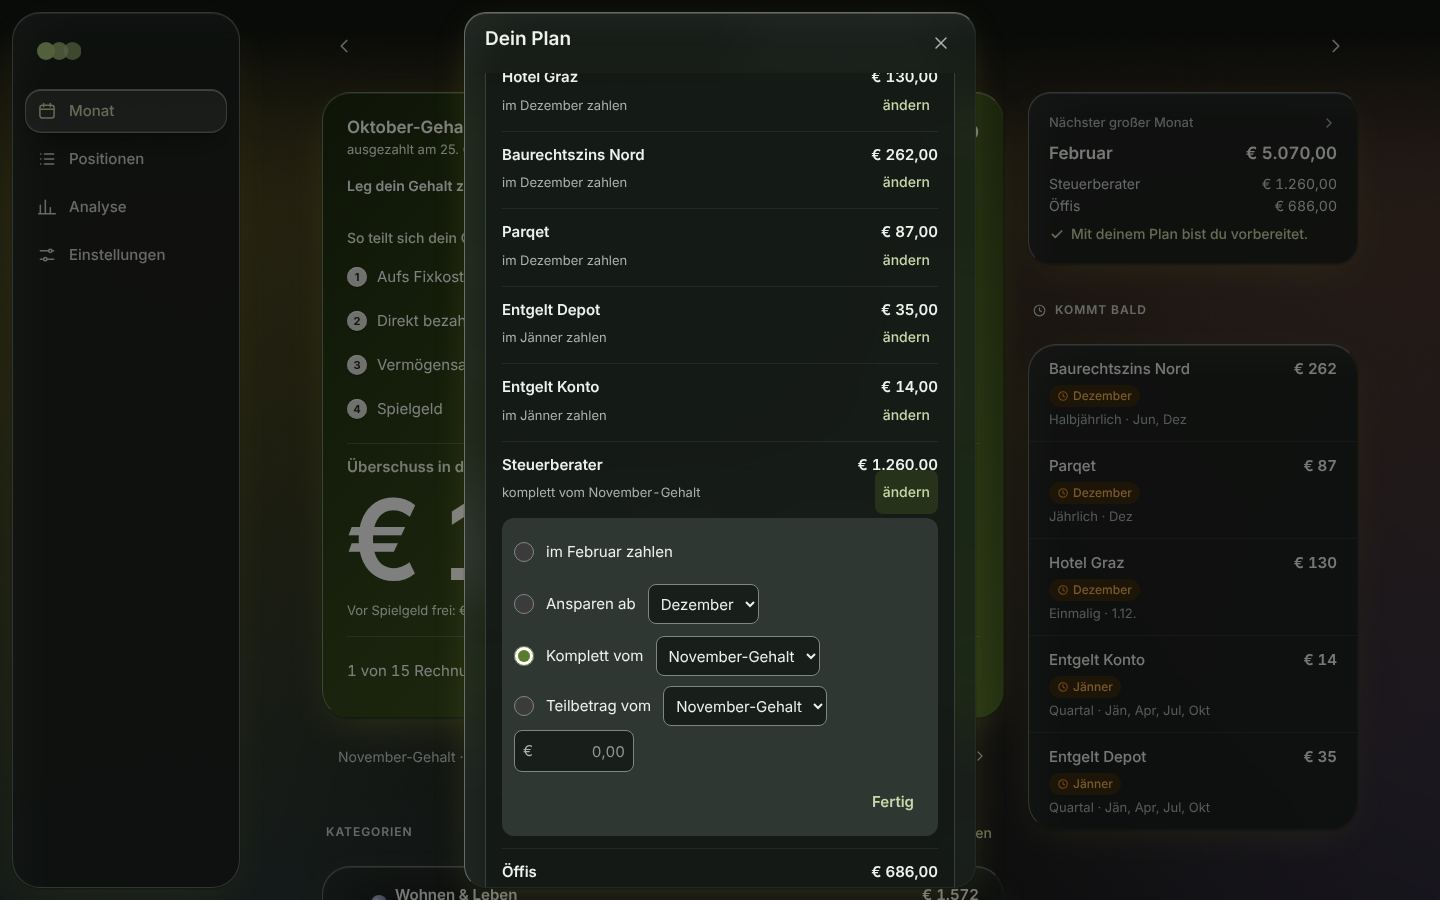 Monat
Positionen
Analyse
Einstellungen
Oktober-Geha
ausgezahlt am 25.
Leg dein Gehalt z
So teilt sich dein
1 Aufs Fixkost
2 Direkt bezah
3 Vermögensa
4 Spielgeld
Überschuss in d
€ 1
Vor Spielgeld frei: €
1 von 15 Rechnu
November-Gehalt ·
KATEGORIEN
en
Wohnen & Leben € 1.572
Dein Plan
Hotel Graz € 130,00
im Dezember zahlen ändern
Baurechtszins Nord € 262,00
im Dezember zahlen ändern
Parqet € 87,00
im Dezember zahlen ändern
Entgelt Depot € 35,00
im Jänner zahlen ändern
Entgelt Konto € 14,00
im Jänner zahlen ändern
Steuerberater € 1.260,00
komplett vom November-Gehalt ändern
im Februar zahlen
Ansparen ab Dezember
Komplett vom November-Gehalt
Teilbetrag vom November-Gehalt
€ 0,00
Fertig
Öffis € 686,00
Nächster großer Monat
Februar € 5.070,00
Steuerberater € 1.260,00
Öffis € 686,00
Mit deinem Plan bist du vorbereitet.
KOMMT BALD
Baurechtszins Nord € 262
Dezember
Halbjährlich · Jun, Dez
Parqet € 87
Dezember
Jährlich · Dez
Hotel Graz € 130
Dezember
Einmalig · 1.12.
Entgelt Konto € 14
Jänner
Quartal · Jän, Apr, Jul, Okt
Entgelt Depot € 35
Jänner
Quartal · Jän, Apr, Jul, Okt